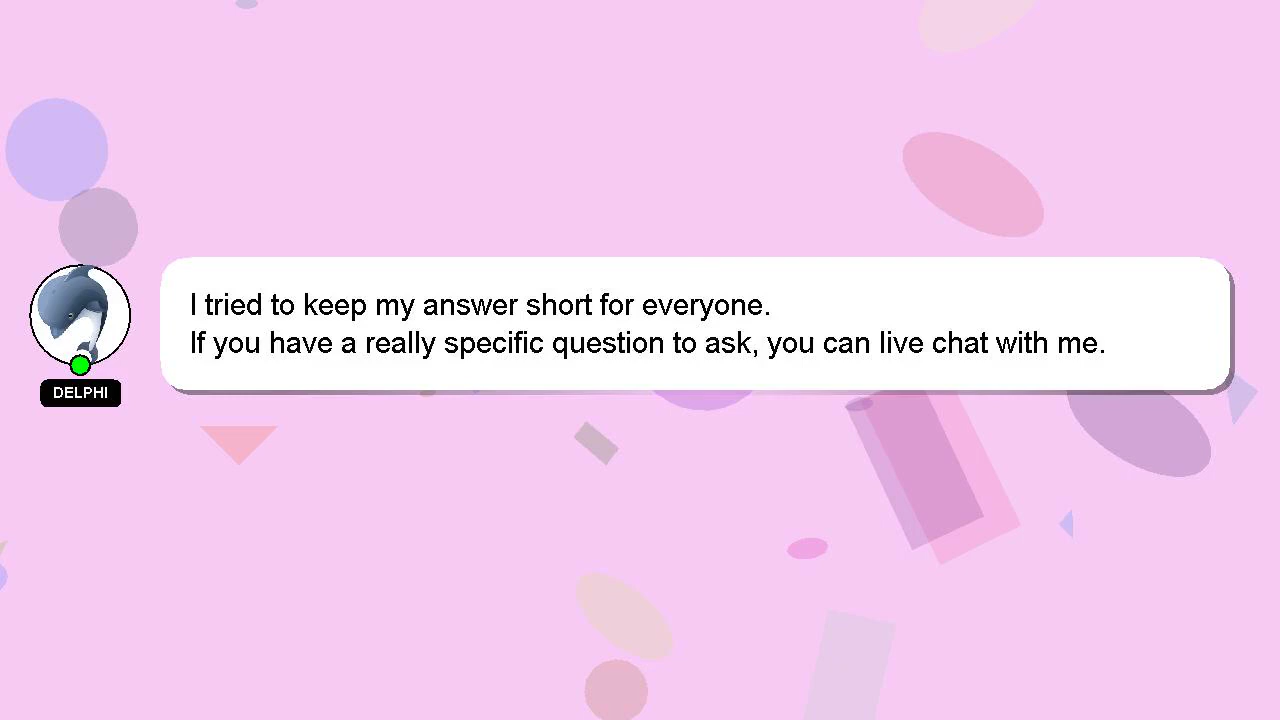 I tried to keep my answer short for everyone.
If you have a really specific question to ask, you can live chat with me.
DELPHI